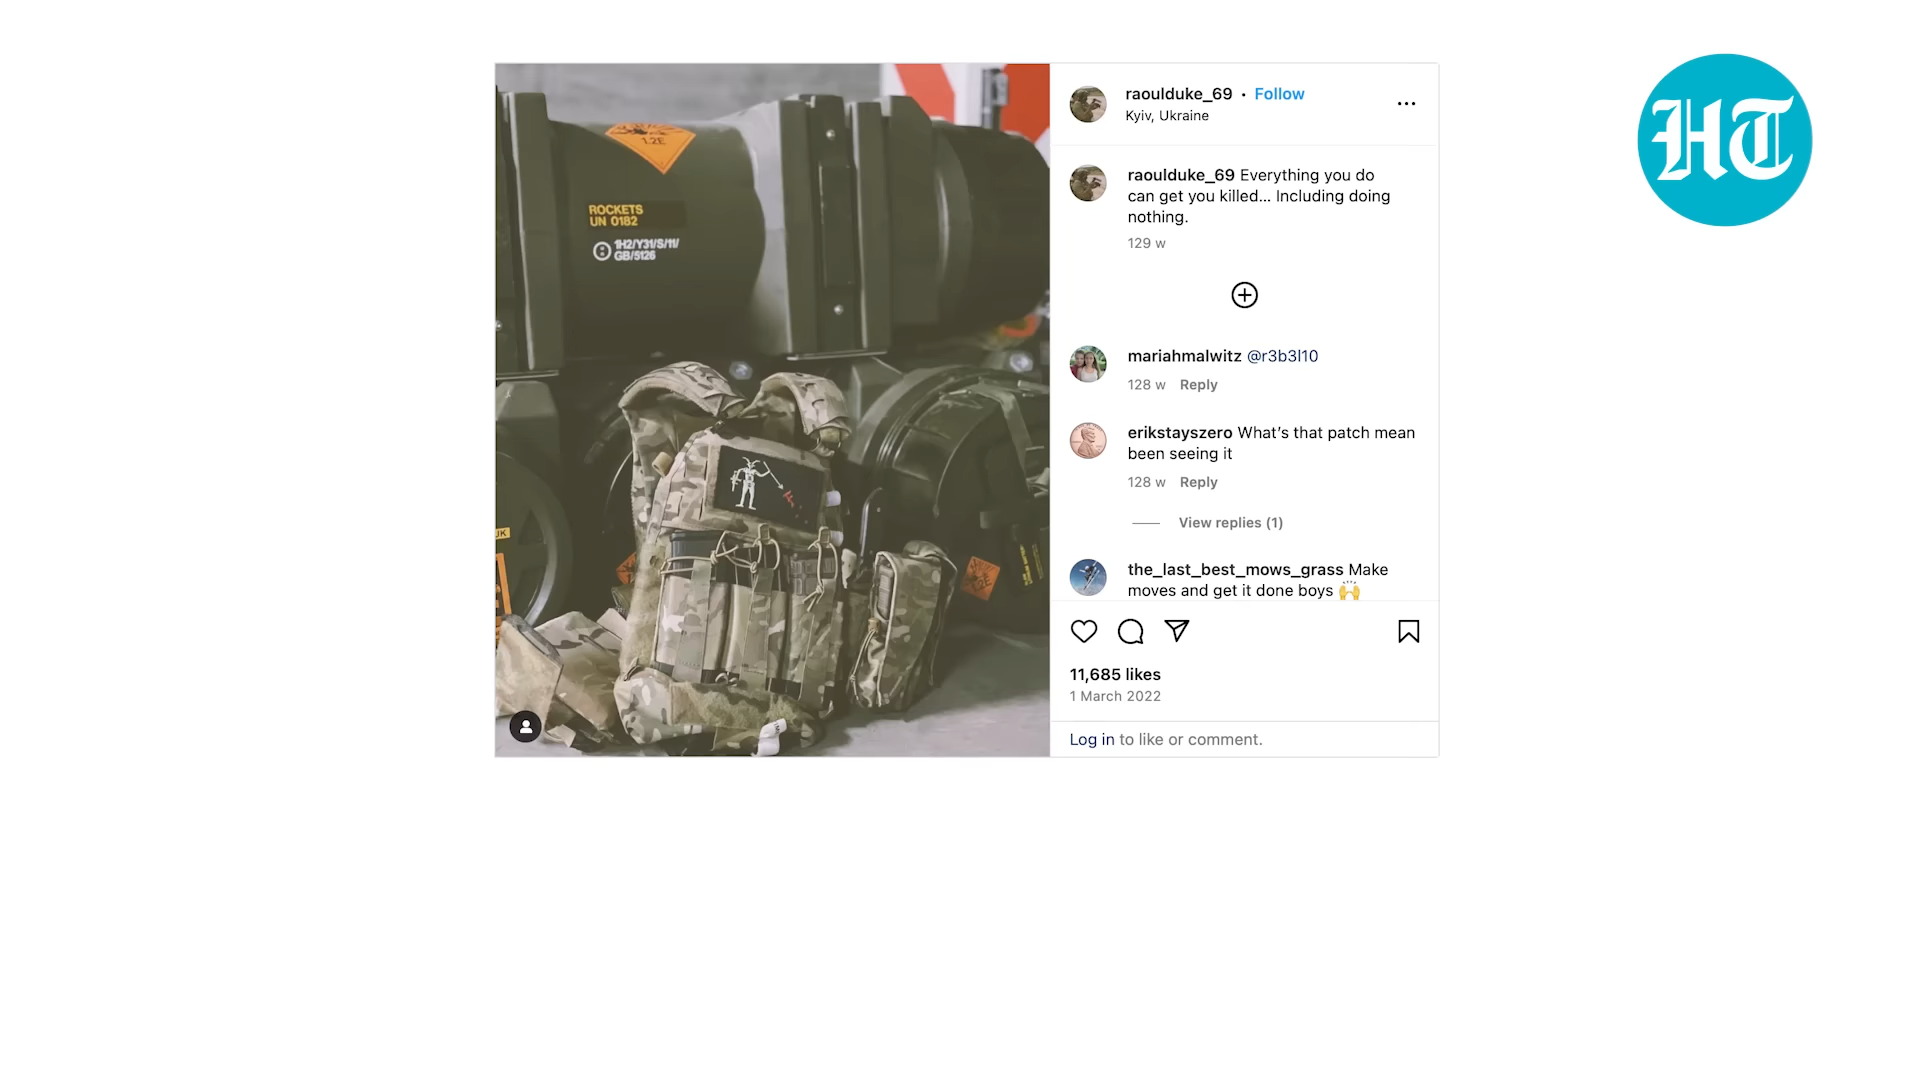 HT
1.2E
ROCKETS
UN 0182
1H2/Y31/S/11/
GB/5126
UK
raoulduke_69 • Follow
Kyiv, Ukraine
raoulduke_69 Everything you do
can get you killed... Including doing
nothing.
129 w
mariahmalwitz @r3b3l10
128 w Reply
erikstayszero What's that patch mean
been seeing it
128 w Reply
View replies (1)
the_last_best_mows_grass Make
moves and get it done boys 🙌
11,685 likes
1 March 2022
Log in to like or comment.